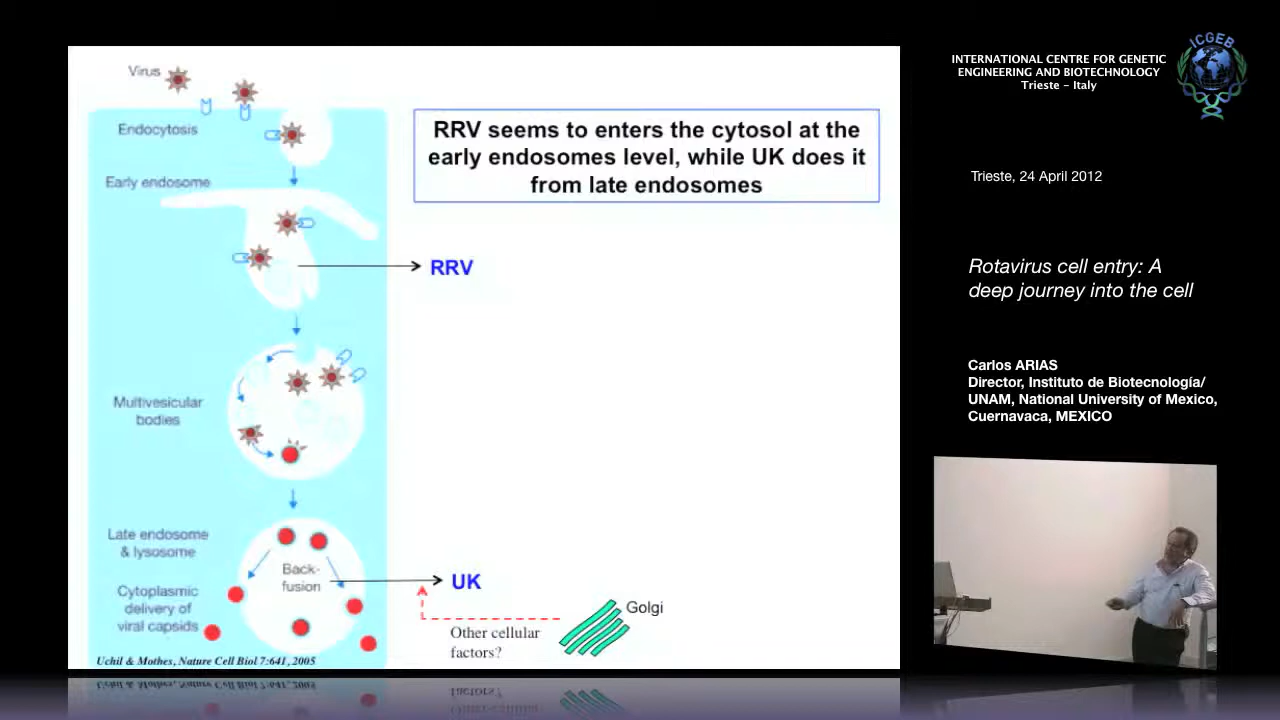 Virus
Endocytosis
Early endosome
Multivesicular
bodies
Late endosome
& lysosome
Back-
fusion
Cytoplasmic
delivery of
viral capsids
Uchil & Mothes, Nature Cell Biol 7:641, 2005
RRV seems to enters the cytosol at the
early endosomes level, while UK does it
from late endosomes
RRV
UK
Golgi
Other cellular
factors?
INTERNATIONAL CENTRE FOR GENETIC
ENGINEERING AND BIOTECHNOLOGY
Trieste – Italy
ICGEB
Trieste, 24 April 2012
Rotavirus cell entry: A
deep journey into the cell
Carlos ARIAS
Director, Instituto de Biotecnología/
UNAM, National University of Mexico,
Cuernavaca, MEXICO